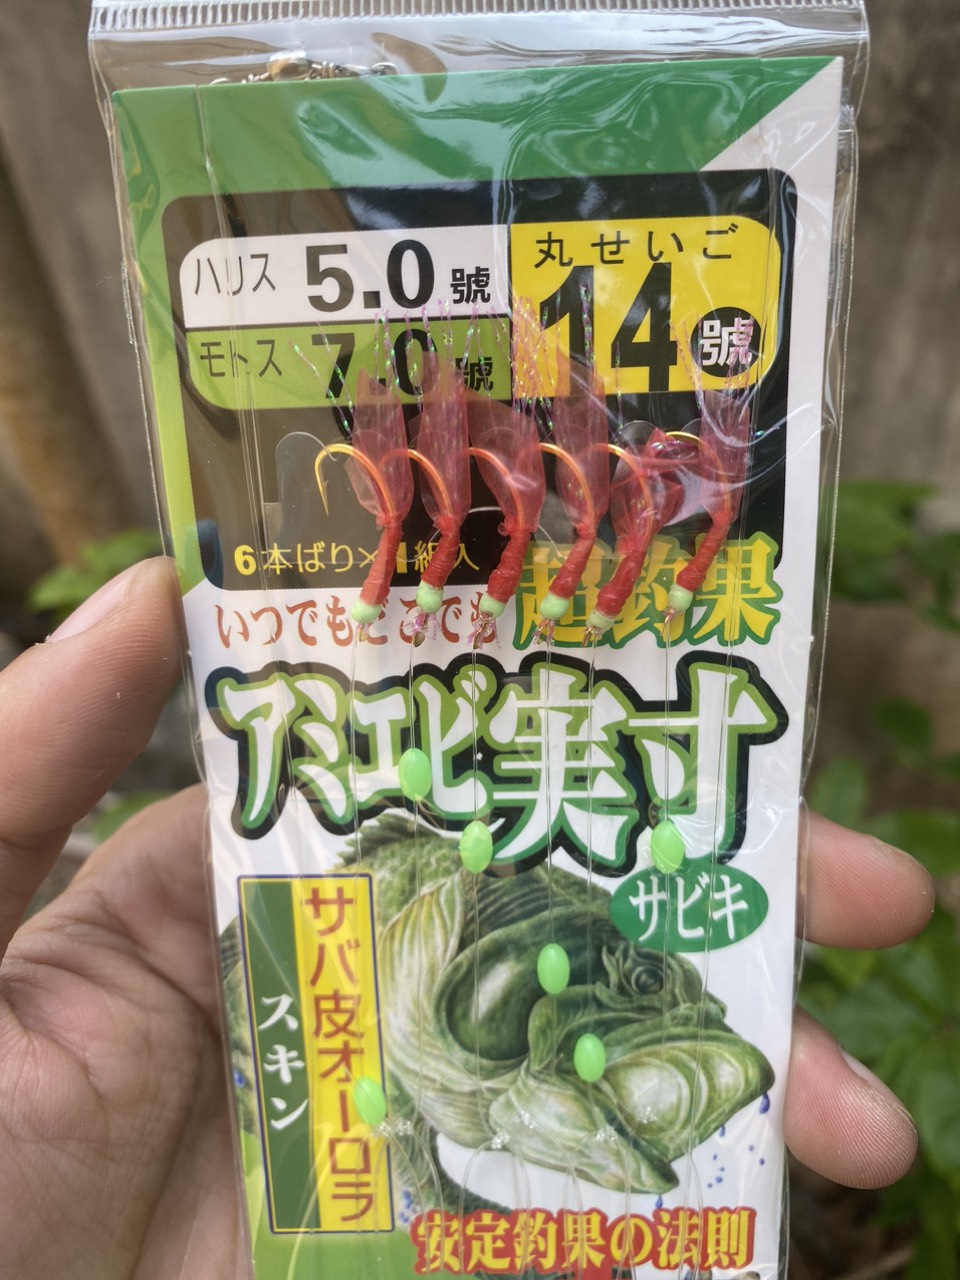 ハリス 5.0 號
丸せいご
モトス 7.0 號
14 號
6本ばり×1組入
いつでもどこでも 超釣果
アミエビ実寸
サビキ
サバ皮オーロラ
スキン
安定釣果の法則